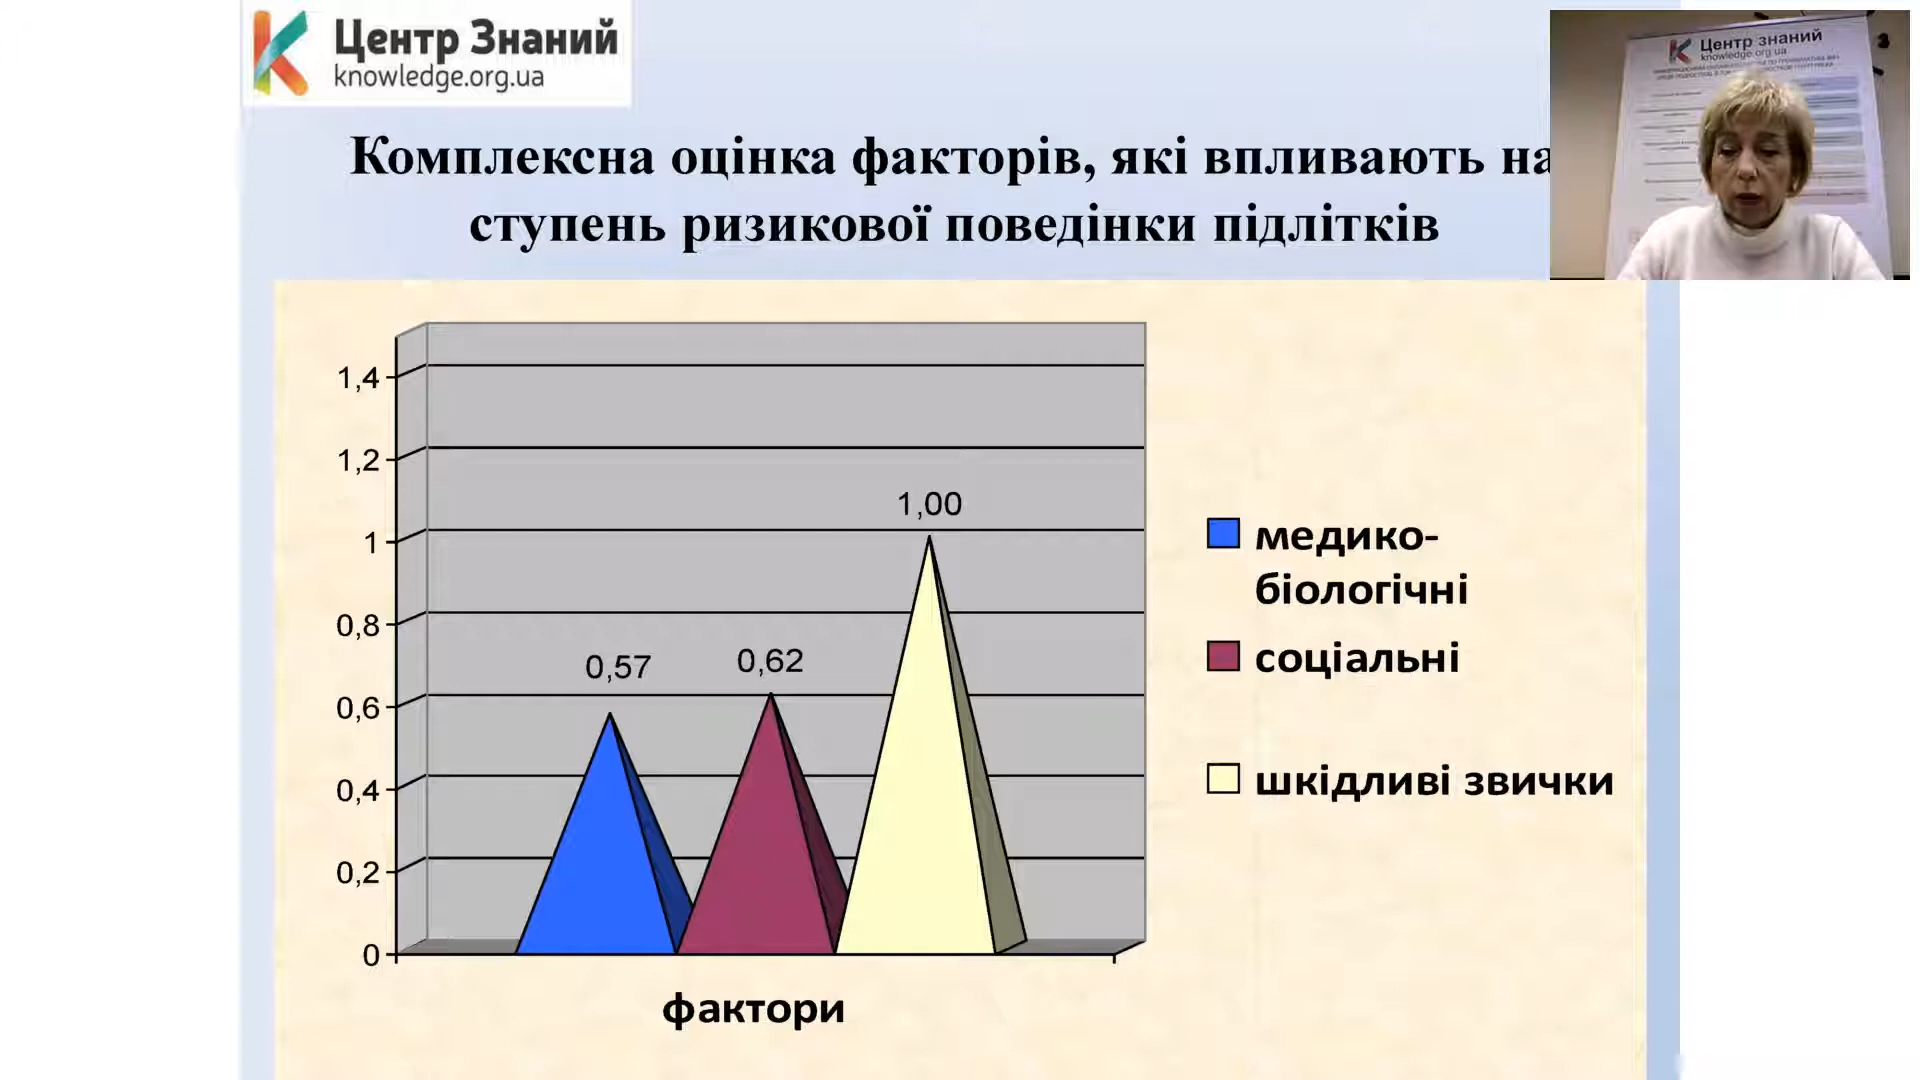 Центр Знаний
knowledge.org.ua
Центр знаний
knowledge.org.ua
Комплексна оцінка факторів, які впливають на
ступень ризикової поведінки підлітків
1,4
1,2
1
0,8
0,6
0,4
0,2
0
0,57
0,62
1,00
фактори
медико-
біологічні
соціальні
шкідливі звички